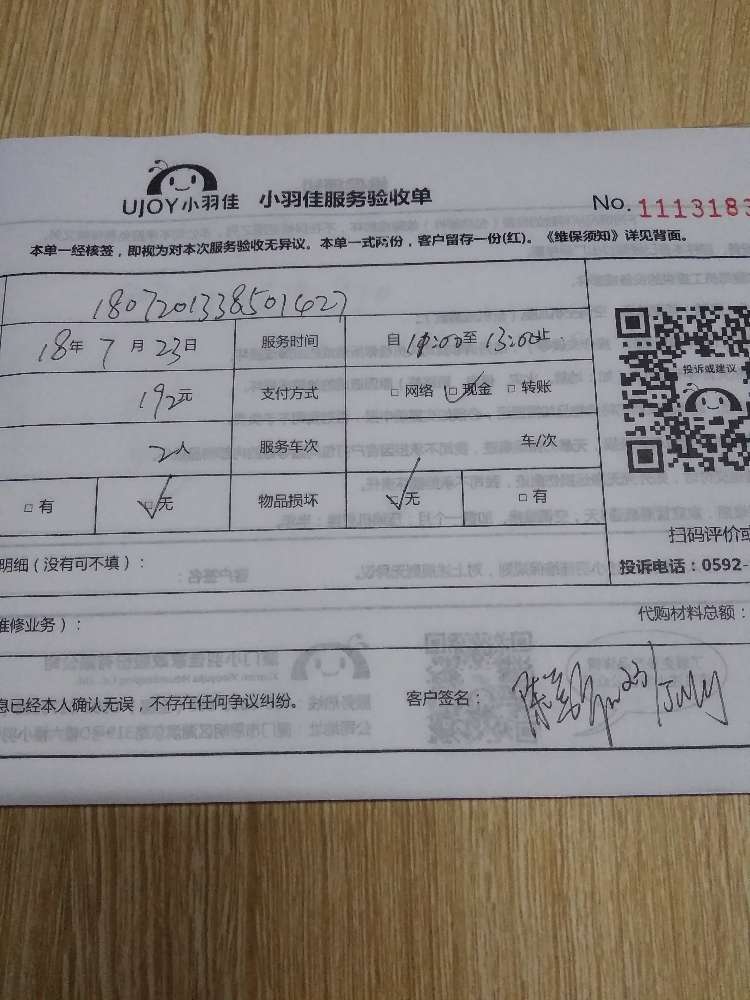 UJOY小羽佳 小羽佳服务验收单 No. 1113183
本单一经核签，即视为对本次服务验收无异议。本单一式两份，客户留存一份(红)。《维保须知》详见背面。
1807201338501427
18年 7月 23日 服务时间 自 10:00至 13:00止
192元 支付方式 □ 网络 □ 现金 □ 转账
2人 服务车次 车/次
□ 有 □ 无 物品损坏 □ 无 □ 有
投诉或建议
扫码评价或
明细（没有可不填）： 投诉电话：0592-
维修业务）： 代购材料总额：
息已经本人确认无误，不存在任何争议纠纷。 客户签名： 23/July